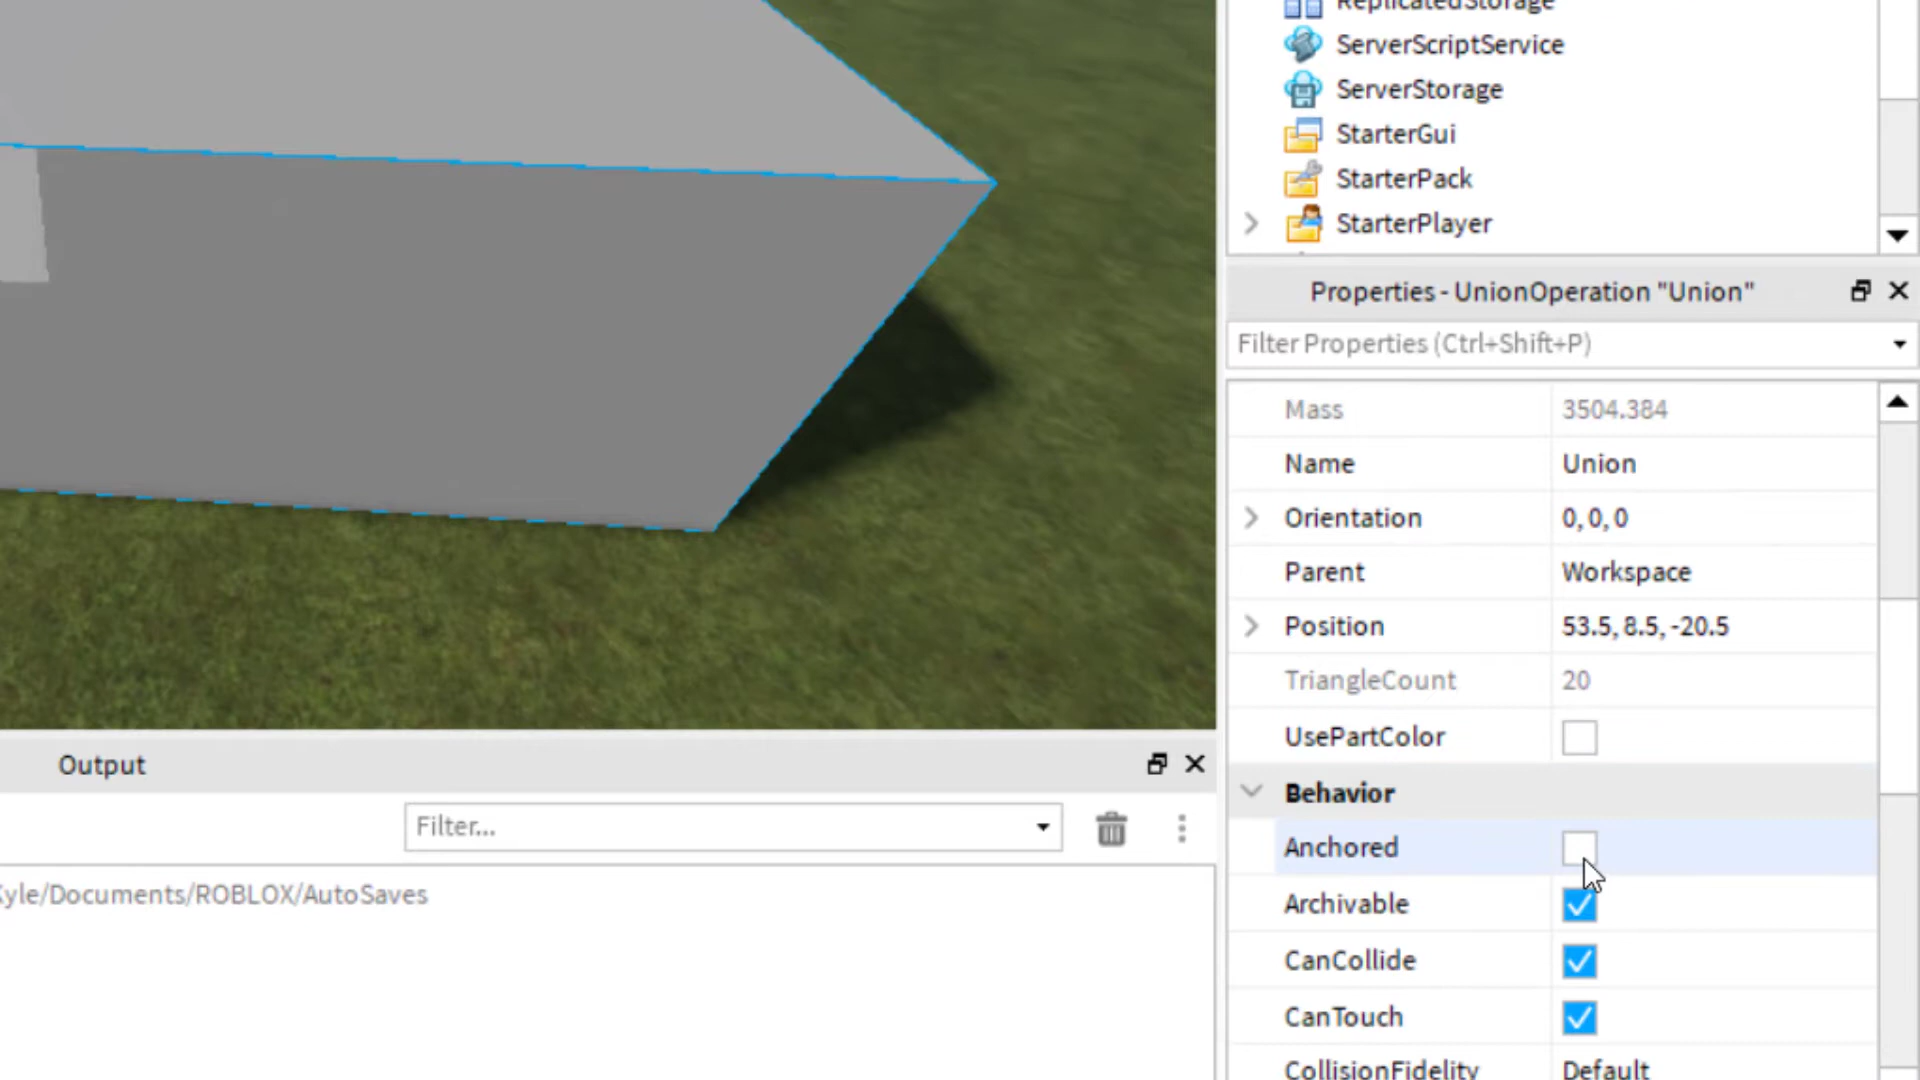 ReplicatedStorage
ServerScriptService
ServerStorage
StarterGui
StarterPack
StarterPlayer
Properties - UnionOperation "Union"
Filter Properties (Ctrl+Shift+P)
Mass 3504.384
Name Union
Orientation 0, 0, 0
Parent Workspace
Position 53.5, 8.5, -20.5
TriangleCount 20
UsePartColor
Behavior
Anchored
Archivable
CanCollide
CanTouch
CollisionFidelity Default
Output
Filter...
Kyle/Documents/ROBLOX/AutoSaves